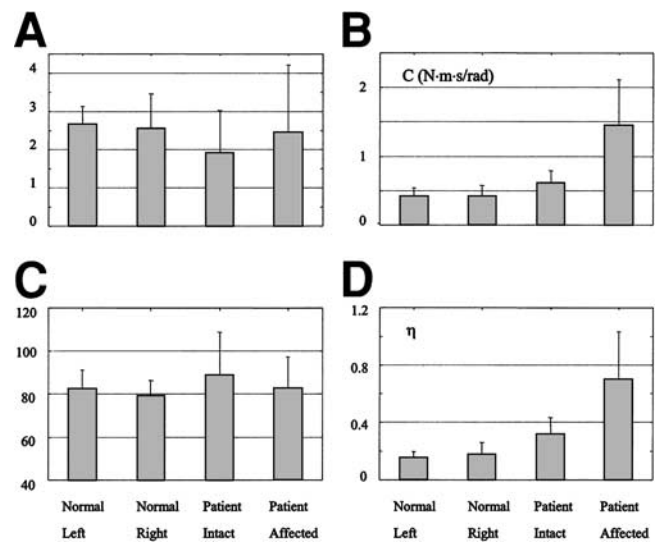 A
4
3
2
1
0
B
C (N·m·s/rad)
2
1
0
C
120
100
80
60
40
D
η
1.2
0.8
0.4
0
Normal Normal Patient Patient
Left Right Intact Affected
Normal Normal Patient Patient
Left Right Intact Affected